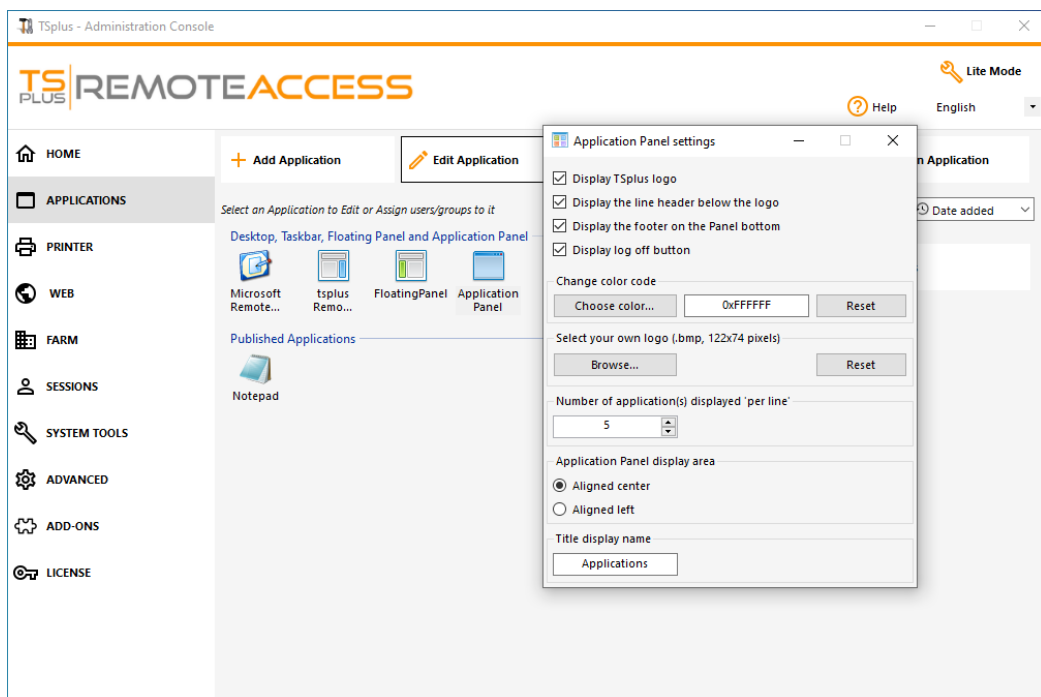 TSplus - Administration Console
TS PLUS REMOTEACCESS
Lite Mode
Help
English
HOME
APPLICATIONS
PRINTER
WEB
FARM
SESSIONS
SYSTEM TOOLS
ADVANCED
ADD-ONS
LICENSE
Add Application
Edit Application
n Application
Select an Application to Edit or Assign users/groups to it
Date added
Desktop, Taskbar, Floating Panel and Application Panel
Microsoft
Remote...
tsplus
Remo...
FloatingPanel
Application
Panel
Published Applications
Notepad
Application Panel settings
Display TSplus logo
Display the line header below the logo
Display the footer on the Panel bottom
Display log off button
Change color code
Choose color...
0xFFFFFF
Reset
Select your own logo (.bmp, 122x74 pixels)
Browse...
Reset
Number of application(s) displayed 'per line'
5
Application Panel display area
Aligned center
Aligned left
Title display name
Applications